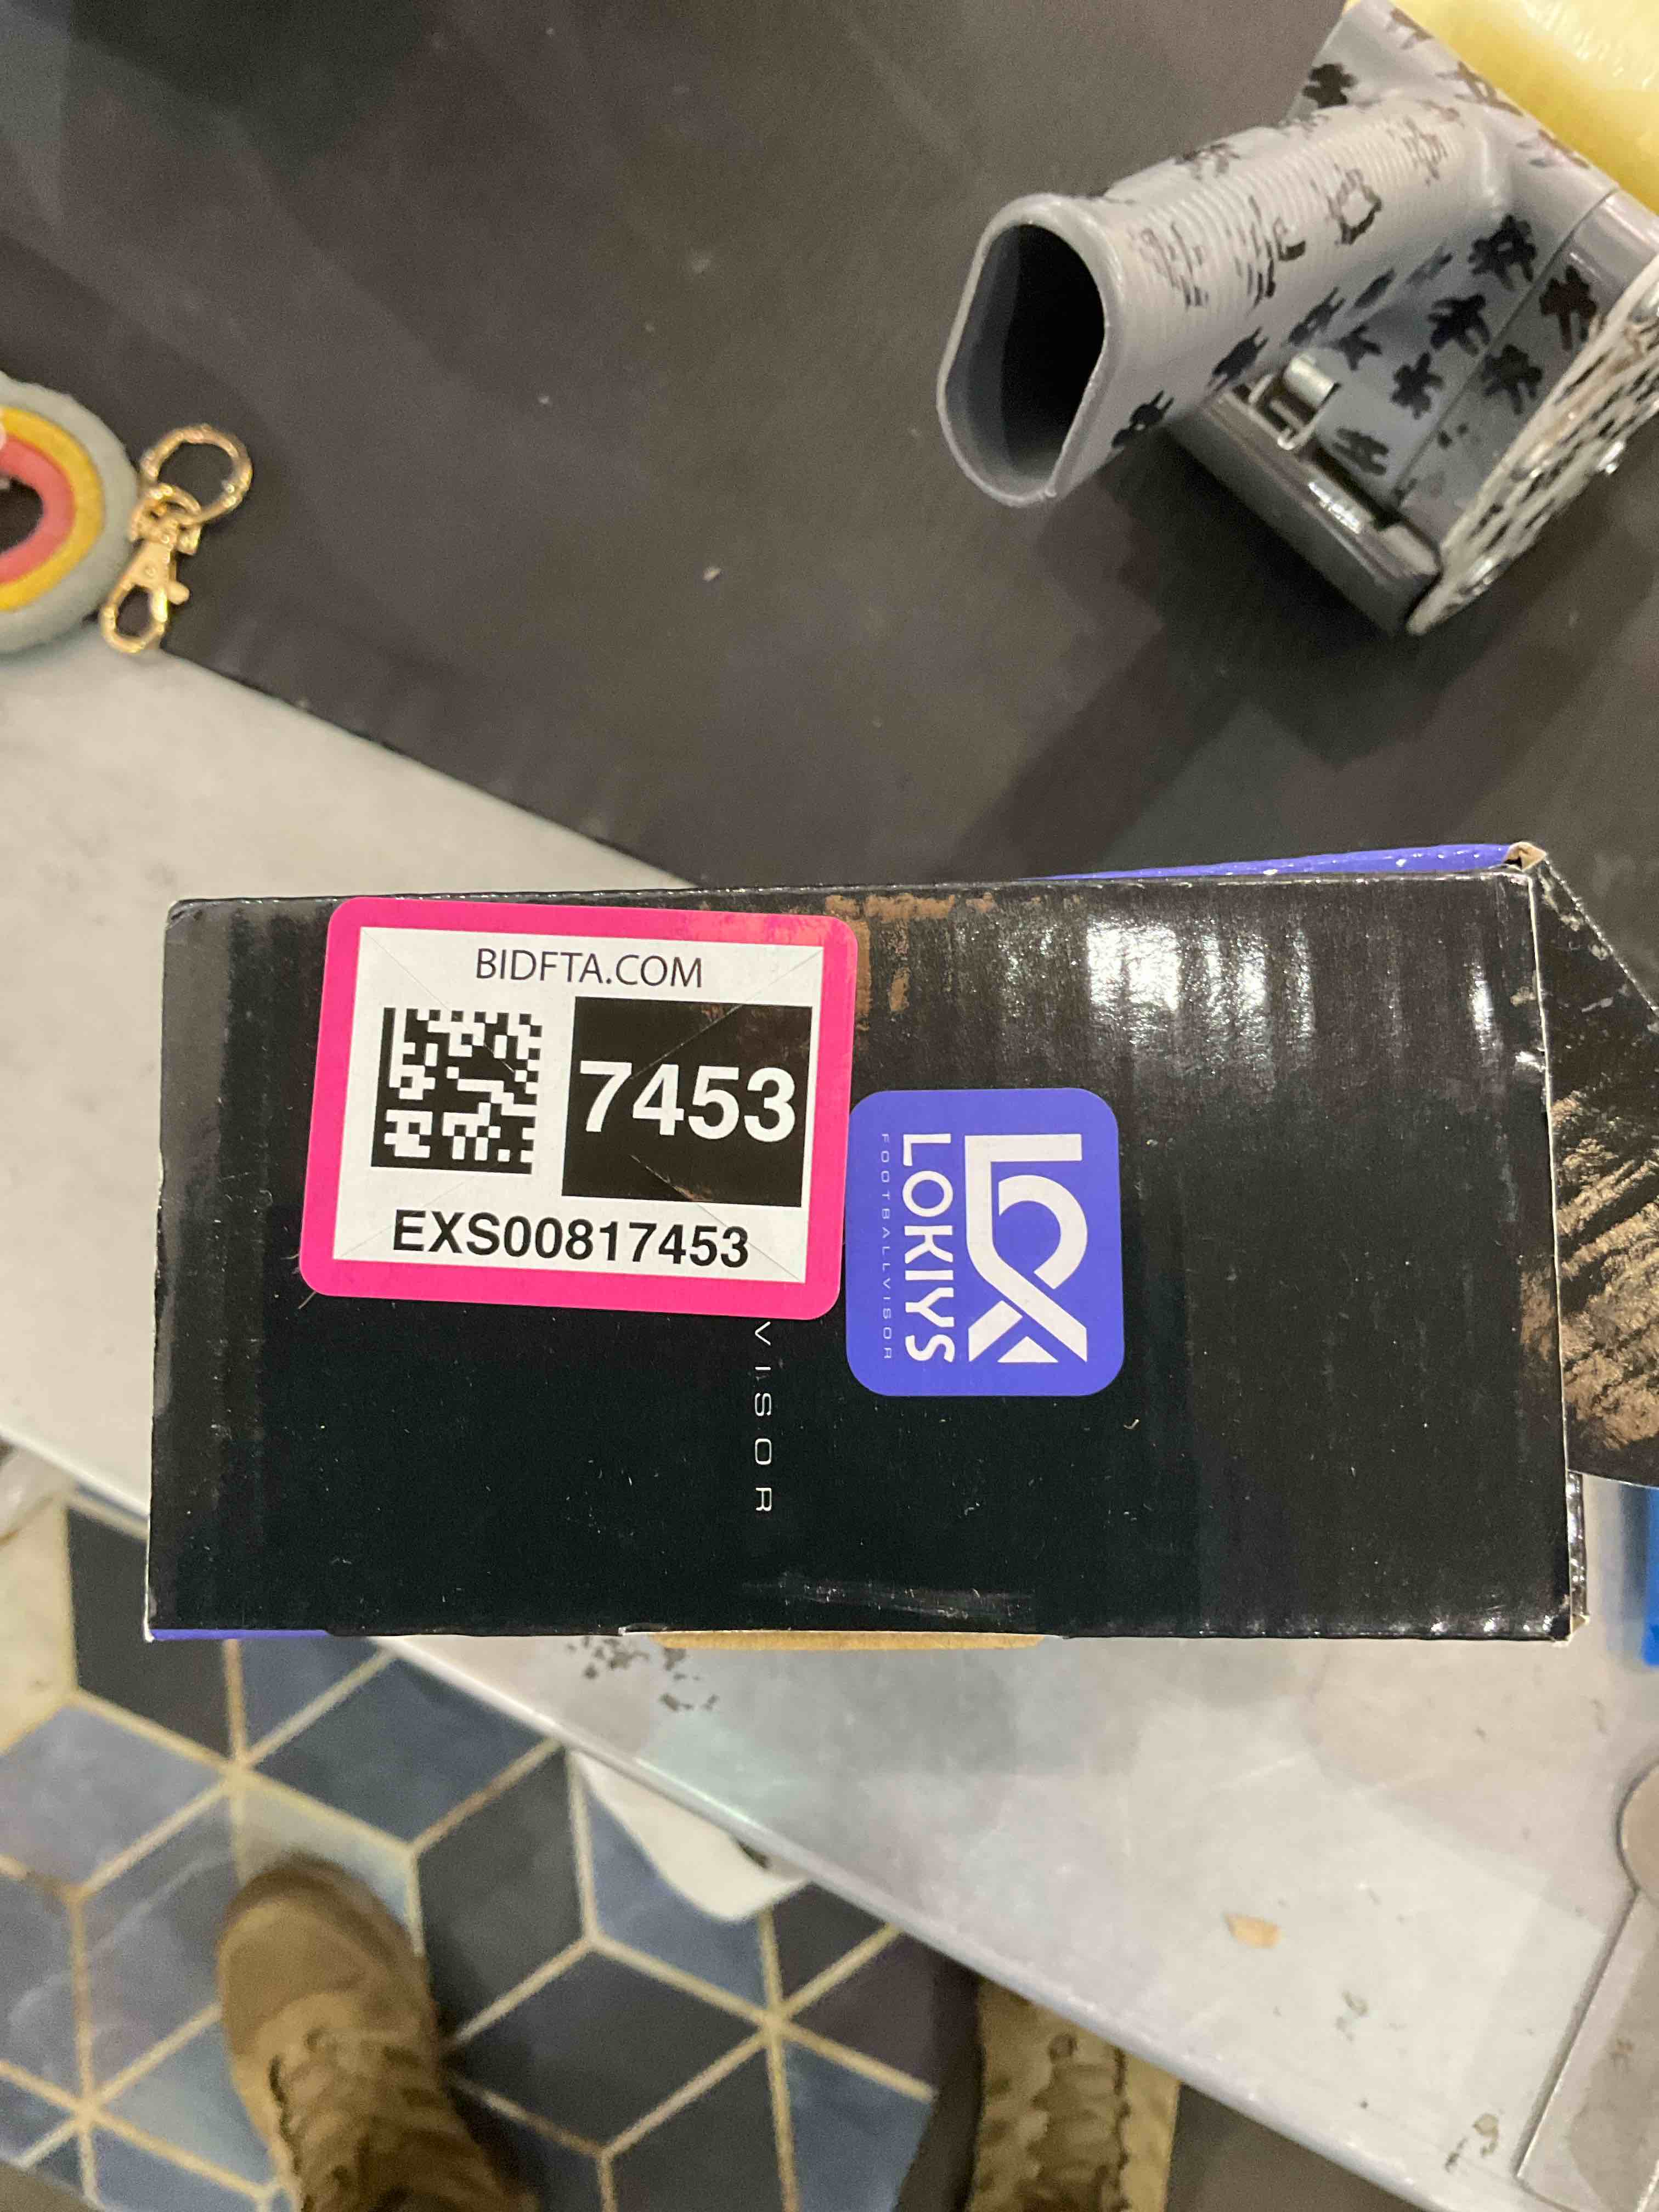 BIDFTA.COM
7453
EXS00817453
LOKIYS
FOOTBALLVISOR
VISOR